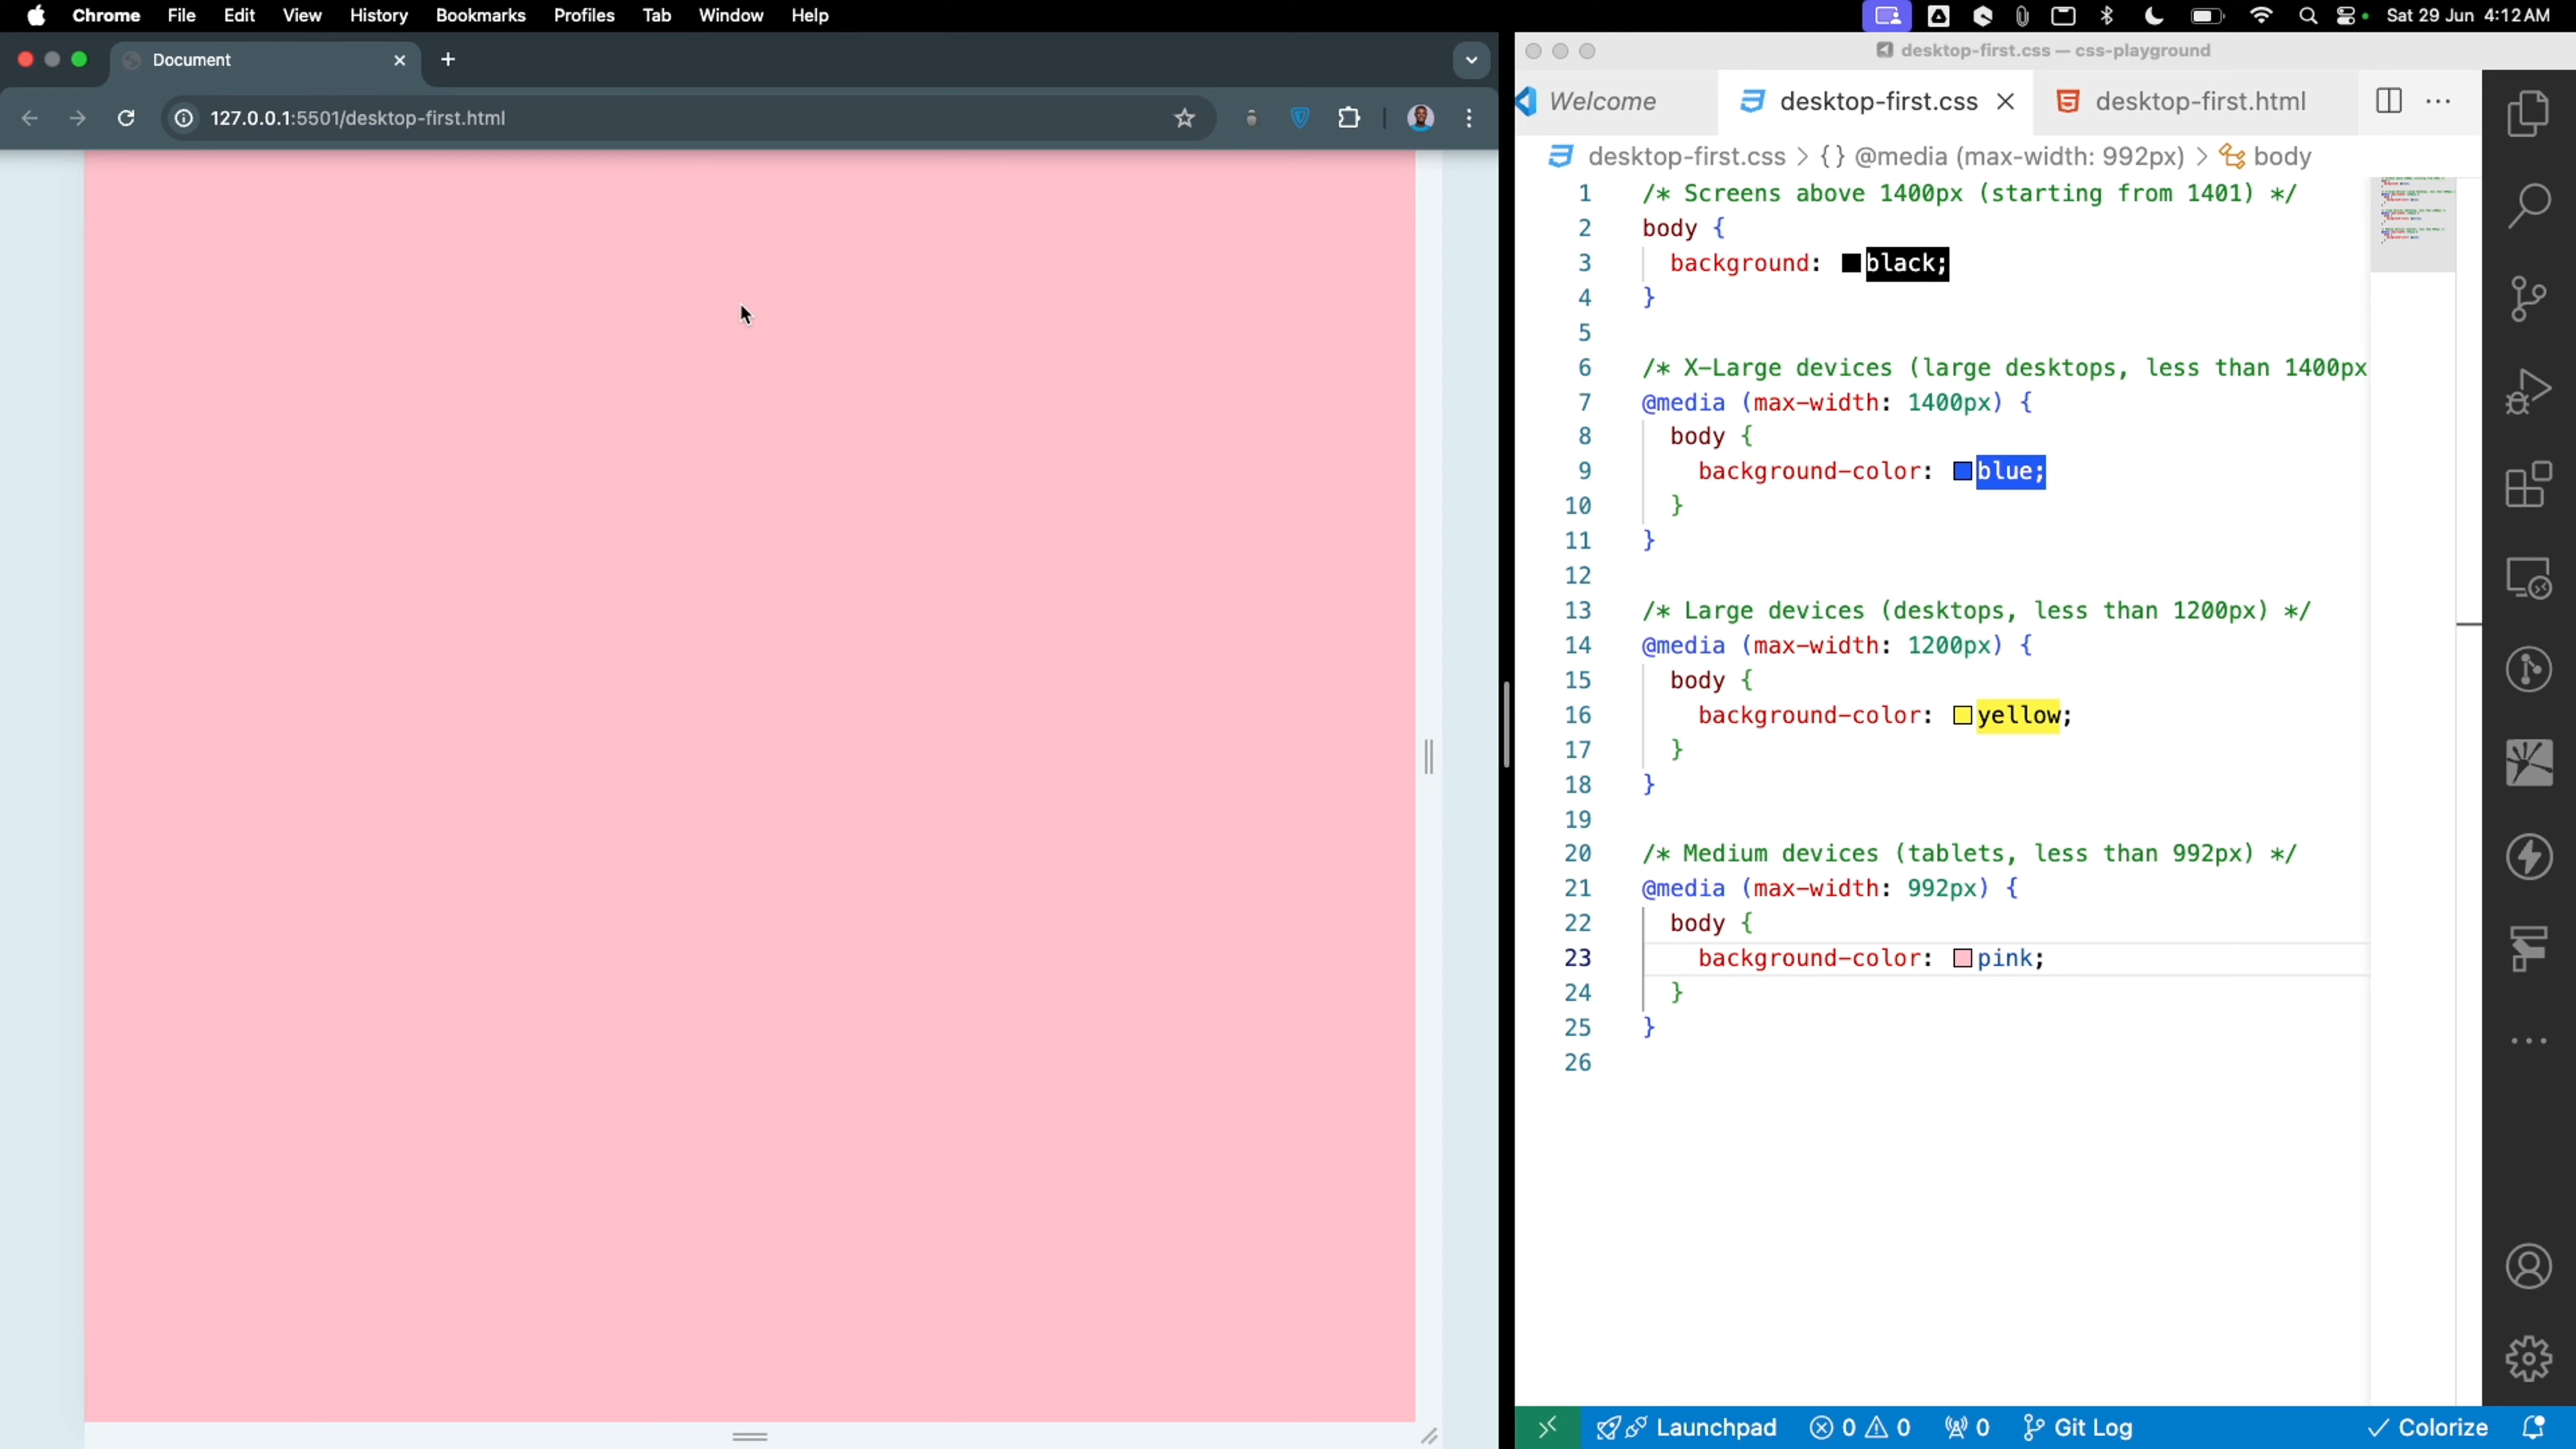 Chrome File Edit View History Bookmarks Profiles Tab Window Help
Sat 29 Jun 4:12 AM
Document
127.0.0.1:5501/desktop-first.html
desktop-first.css — css-playground
Welcome
desktop-first.css
desktop-first.html
desktop-first.css > {} @media (max-width: 992px) > body
1 /* Screens above 1400px (starting from 1401) */
2 body {
3 background: black;
4 }
5
6 /* X-Large devices (large desktops, less than 1400px
7 @media (max-width: 1400px) {
8 body {
9 background-color: blue;
10 }
11 }
12
13 /* Large devices (desktops, less than 1200px) */
14 @media (max-width: 1200px) {
15 body {
16 background-color: yellow;
17 }
18 }
19
20 /* Medium devices (tablets, less than 992px) */
21 @media (max-width: 992px) {
22 body {
23 background-color: pink;
24 }
25 }
26
Launchpad 0 0 0 Git Log Colorize